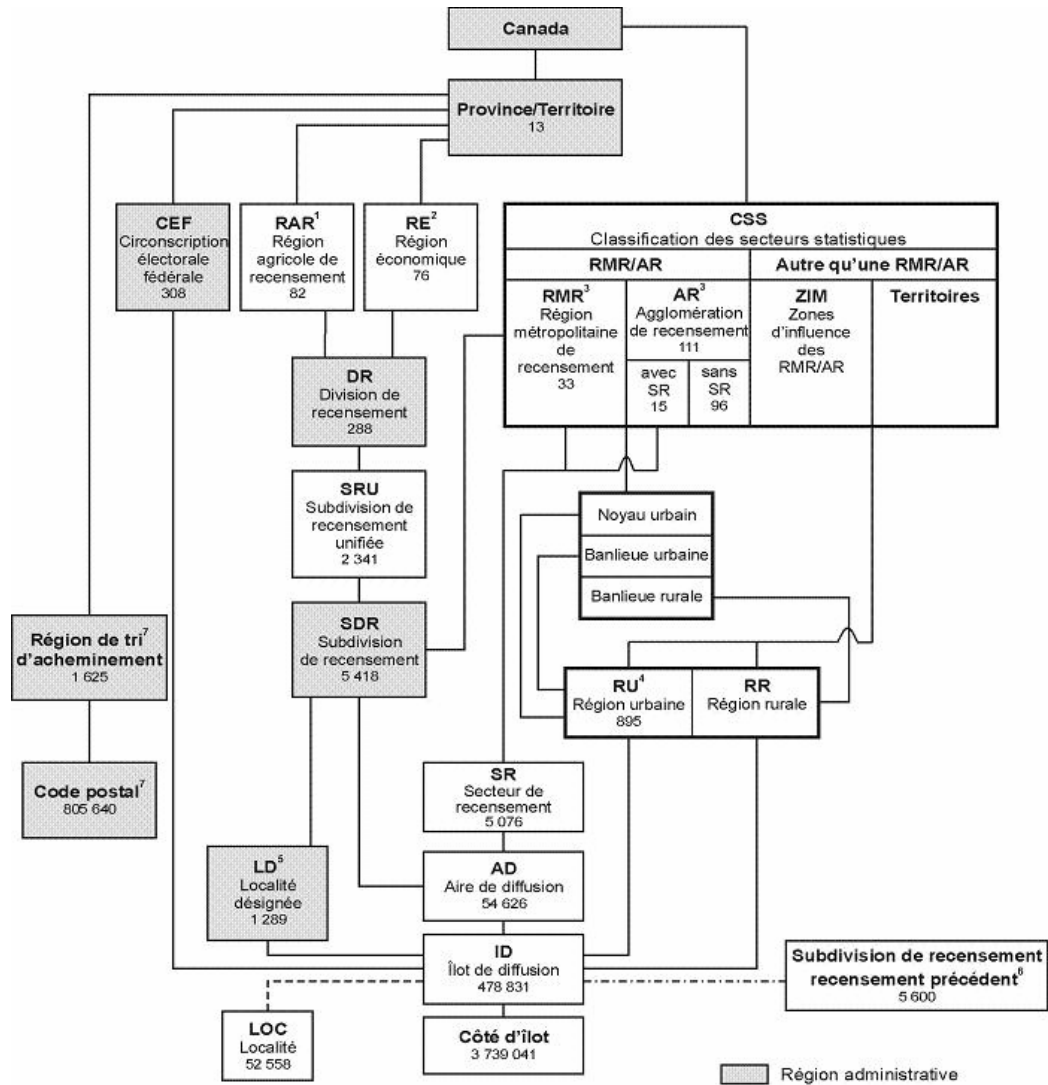 Canada
Province/Territoire
13
CEF
Circonscription
électorale
fédérale
308
RAR¹
Région
agricole de
recensement
82
RE²
Région
économique
76
CSS
Classification des secteurs statistiques
RMR/AR
Autre qu'une RMR/AR
RMR³
Région
métropolitaine
de
recensement
33
AR³
Agglomération
de recensement
111
avec
SR
15
sans
SR
96
ZIM
Zones
d'influence
des
RMR/AR
Territoires
DR
Division de
recensement
288
SRU
Subdivision de
recensement
unifiée
2 341
Noyau urbain
Banlieue urbaine
Banlieue rurale
SDR
Subdivision
de recensement
5 418
Région de tri⁷
d'acheminement
1 625
RU⁴
Région urbaine
895
RR
Région rurale
Code postal⁷
805 640
SR
Secteur de
recensement
5 076
LD⁵
Localité
désignée
1 289
AD
Aire de diffusion
54 626
ID
Îlot de diffusion
478 831
Subdivision de recensement
recensement précédent⁶
5 600
LOC
Localité
52 558
Côté d'îlot
3 739 041
Région administrative